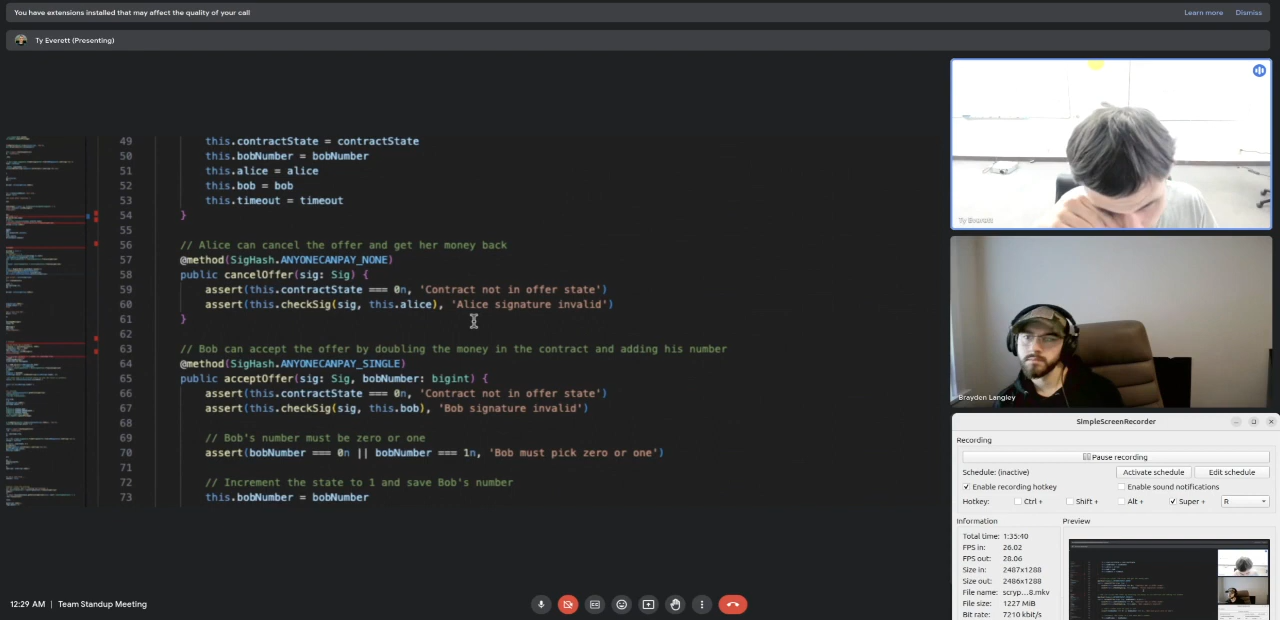 You have extensions installed that may affect the quality of your call
Learn more
Dismiss
Ty Everett (Presenting)
49 this.contractState = contractState
50 this.bobNumber = bobNumber
51 this.alice = alice
52 this.bob = bob
53 this.timeout = timeout
54 }
55
56 // Alice can cancel the offer and get her money back
57 @method(SigHash.ANYONECANPAY_NONE)
58 public cancelOffer(sig: Sig) {
59 assert(this.contractState === 0n, 'Contract not in offer state')
60 assert(this.checkSig(sig, this.alice), 'Alice signature invalid')
61 }
62
63 // Bob can accept the offer by doubling the money in the contract and adding his number
64 @method(SigHash.ANYONECANPAY_SINGLE)
65 public acceptOffer(sig: Sig, bobNumber: bigint) {
66 assert(this.contractState === 0n, 'Contract not in offer state')
67 assert(this.checkSig(sig, this.bob), 'Bob signature invalid')
68
69 // Bob's number must be zero or one
70 assert(bobNumber === 0n || bobNumber === 1n, 'Bob must pick zero or one')
71
72 // Increment the state to 1 and save Bob's number
73 this.bobNumber = bobNumber
Ty Everett
Brayden Langley
SimpleScreenRecorder
Recording
Pause recording
Schedule: (inactive)
Activate schedule
Edit schedule
Enable recording hotkey
Enable sound notifications
Hotkey:
Ctrl +
Shift +
Alt +
Super +
R
Information
Preview
Total time: 1:35:40
FPS in: 26.02
FPS out: 28.06
Size in: 2487x1288
Size out: 2486x1288
File name: scryp...8.mkv
File size: 1227 MiB
Bit rate: 7210 kbit/s
12:29 AM | Team Standup Meeting